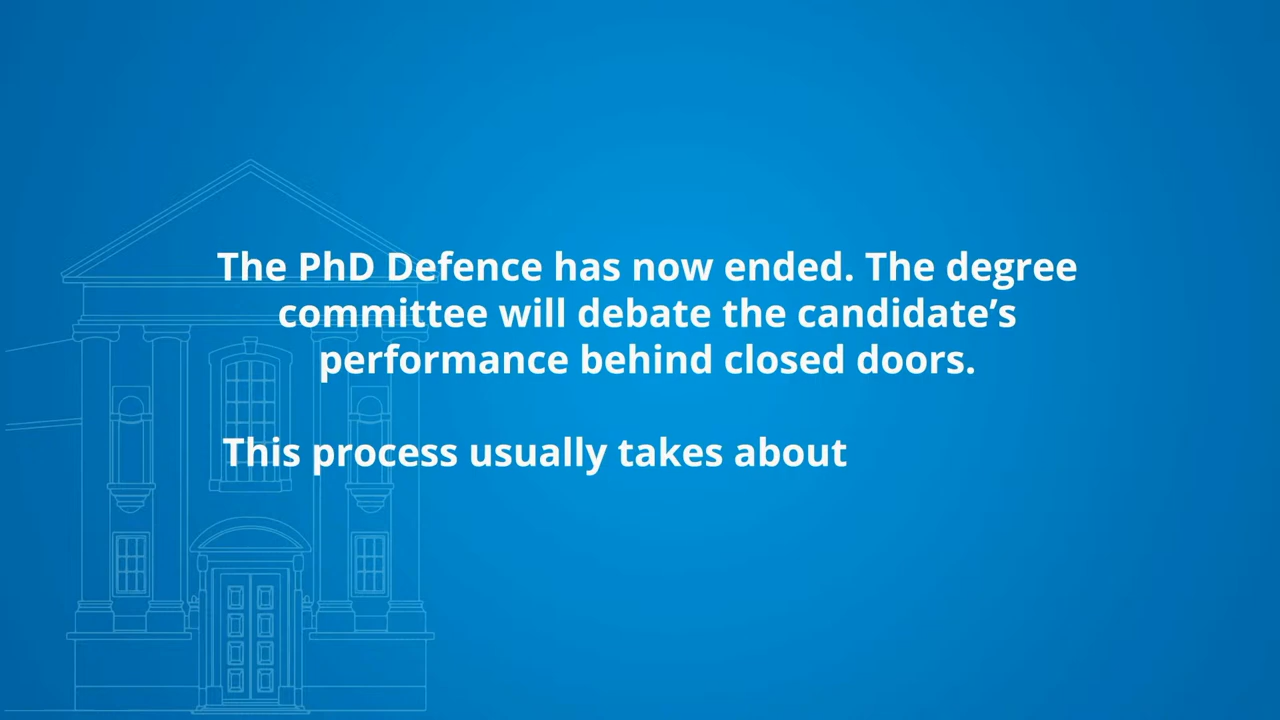 The PhD Defence has now ended. The degree
committee will debate the candidate’s
performance behind closed doors.
This process usually takes about